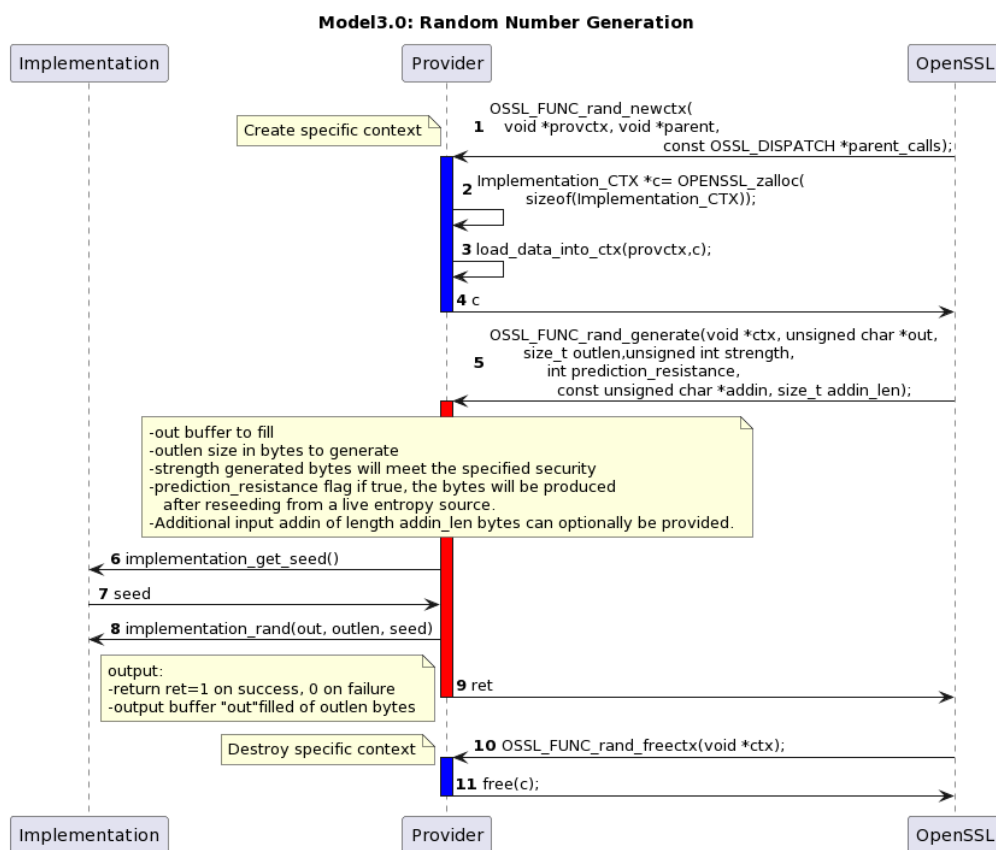 Model3.0: Random Number Generation
Implementation
Provider
OpenSSL
Create specific context
1
OSSL_FUNC_rand_newctx(
void *provctx, void *parent,
const OSSL_DISPATCH *parent_calls);
2 Implementation_CTX *c= OPENSSL_zalloc(
sizeof(Implementation_CTX));
3 load_data_into_ctx(provctx,c);
4 c
5
OSSL_FUNC_rand_generate(void *ctx, unsigned char *out,
size_t outlen,unsigned int strength,
int prediction_resistance,
const unsigned char *addin, size_t addin_len);
-out buffer to fill
-outlen size in bytes to generate
-strength generated bytes will meet the specified security
-prediction_resistance flag if true, the bytes will be produced
after reseeding from a live entropy source.
-Additional input addin of length addin_len bytes can optionally be provided.
6 implementation_get_seed()
7 seed
8 implementation_rand(out, outlen, seed)
output:
-return ret=1 on success, 0 on failure
-output buffer "out"filled of outlen bytes
9 ret
Destroy specific context
10 OSSL_FUNC_rand_freectx(void *ctx);
11 free(c);
Implementation
Provider
OpenSSL